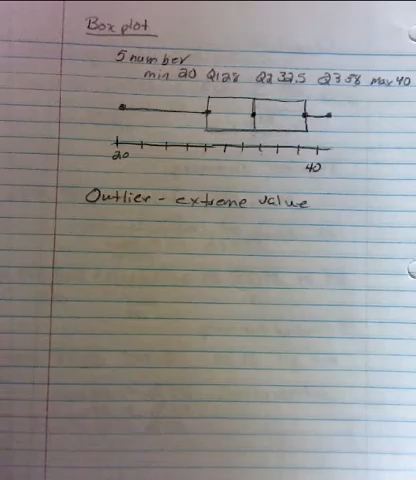 Box plot
5 number
min 20 Q1 28 Q2 32.5 Q3 38 max 40
20 40
Outlier - extreme value